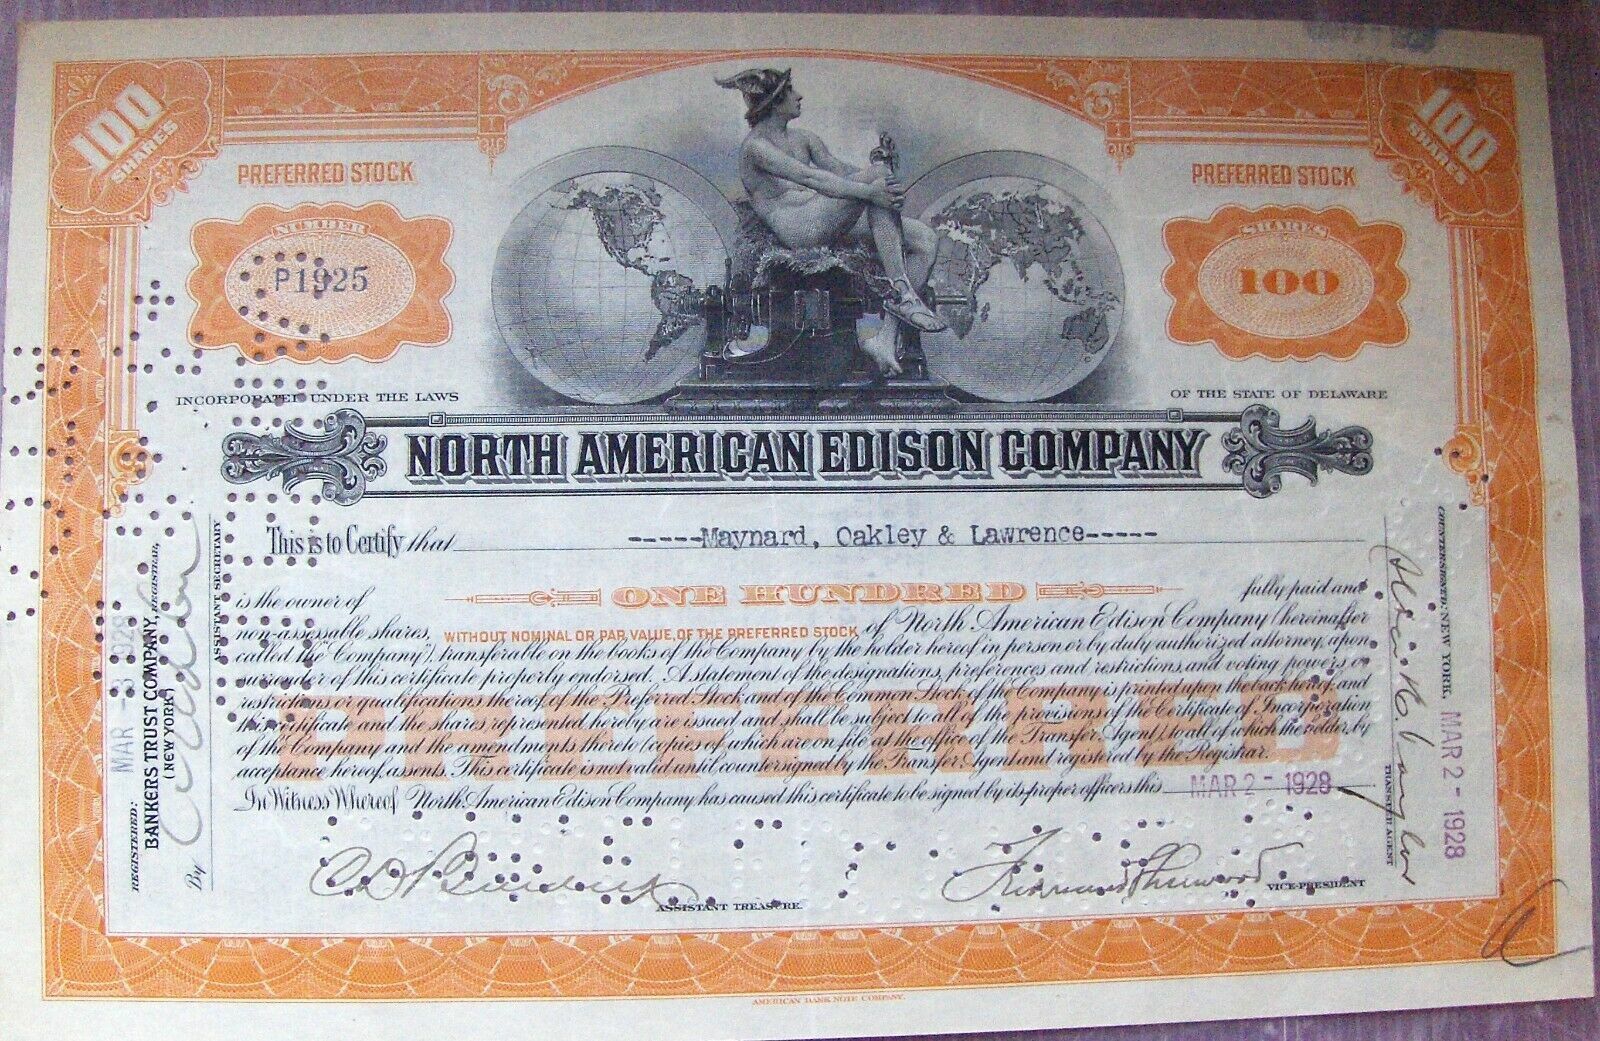 100 SHARES
100 SHARES
PREFERRED STOCK
PREFERRED STOCK
NUMBER
P1925
SHARES
100
INCORPORATED UNDER THE LAWS
OF THE STATE OF DELAWARE
NORTH AMERICAN EDISON COMPANY
This is to Certify that -----Maynard, Oakley & Lawrence-----
is the owner of ONE HUNDRED fully paid and
non-assessable shares, WITHOUT NOMINAL OR PAR VALUE, OF THE PREFERRED STOCK of North American Edison Company (hereinafter
called the "Company"), transferable on the books of the Company by the holder hereof in person or by duly authorized attorney, upon
surrender of this certificate properly endorsed. A statement of the designations, preferences and restrictions and voting powers or
restrictions or qualifications thereof, of the Preferred Stock and of the Common Stock of the Company is printed upon the back hereof, and
this certificate and the shares represented hereby are issued and shall be subject to all of the provisions of the Certificate of Incorporation
of the Company and the amendments thereto (copies of which are on file at the office of the Transfer Agent) to all of which the holder, by
acceptance hereof, assents. This certificate is not valid until countersigned by the Transfer Agent and registered by the Registrar.
In Witness Whereof North American Edison Company has caused this certificate to be signed by its proper officers this MAR 2 - 1928
PREFERRED
ASSISTANT TREASURER.
VICE-PRESIDENT
REGISTERED: MAR -3 1928
BANKERS TRUST COMPANY, REGISTRAR,
(NEW YORK)
By
ASSISTANT SECRETARY
COUNTERSIGNED: NEW YORK, MAR 2 - 1928
TRANSFER AGENT
AMERICAN BANK NOTE COMPANY.